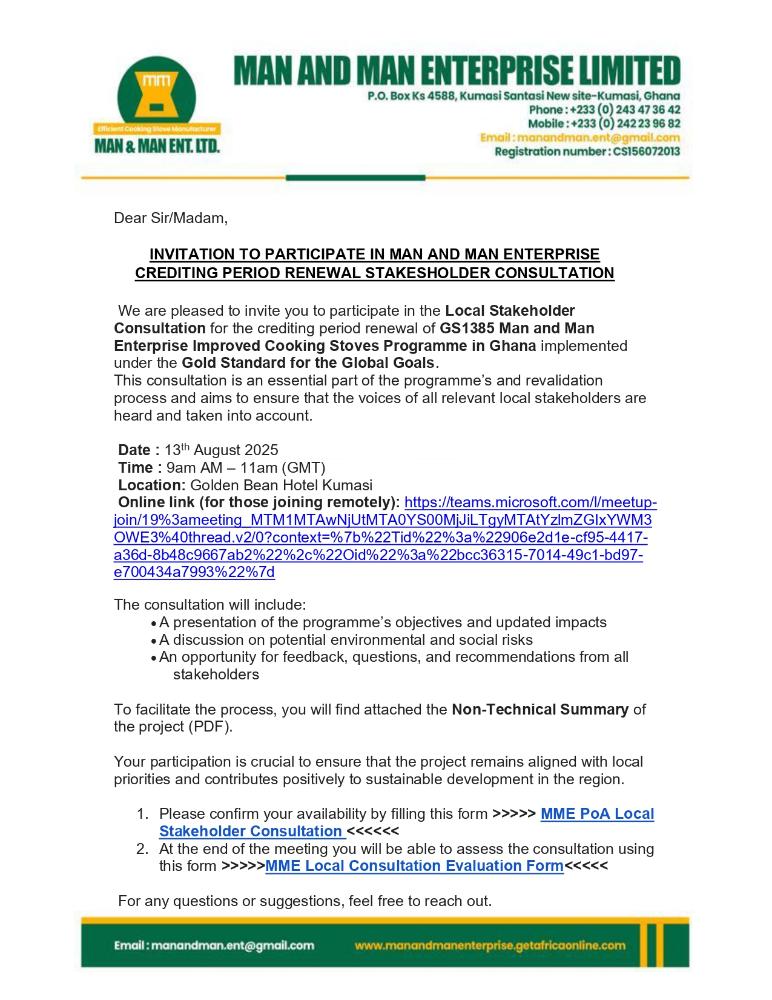 mm
Efficient Cooking Stove Manufacturer
MAN & MAN ENT. LTD.
MAN AND MAN ENTERPRISE LIMITED
P.O. Box Ks 4588, Kumasi Santasi New site-Kumasi, Ghana
Phone : +233 (0) 243 47 36 42
Mobile : +233 (0) 242 23 96 82
Email : manandman.ent@gmail.com
Registration number : CS156072013
Dear Sir/Madam,
INVITATION TO PARTICIPATE IN MAN AND MAN ENTERPRISE
CREDITING PERIOD RENEWAL STAKESHOLDER CONSULTATION
We are pleased to invite you to participate in the Local Stakeholder
Consultation for the crediting period renewal of GS1385 Man and Man
Enterprise Improved Cooking Stoves Programme in Ghana implemented
under the Gold Standard for the Global Goals.
This consultation is an essential part of the programme’s and revalidation
process and aims to ensure that the voices of all relevant local stakeholders are
heard and taken into account.
Date : 13th August 2025
Time : 9am AM – 11am (GMT)
Location: Golden Bean Hotel Kumasi
Online link (for those joining remotely): https://teams.microsoft.com/l/meetup-
join/19%3ameeting_MTM1MTAwNjUtMTA0YS00MjJiLTgyMTAtYzlmZGIxYWM3
OWE3%40thread.v2/0?context=%7b%22Tid%22%3a%22906e2d1e-cf95-4417-
a36d-8b48c9667ab2%22%2c%22Oid%22%3a%22bcc36315-7014-49c1-bd97-
e700434a7993%22%7d
The consultation will include:
• A presentation of the programme’s objectives and updated impacts
• A discussion on potential environmental and social risks
• An opportunity for feedback, questions, and recommendations from all
stakeholders
To facilitate the process, you will find attached the Non-Technical Summary of
the project (PDF).
Your participation is crucial to ensure that the project remains aligned with local
priorities and contributes positively to sustainable development in the region.
1. Please confirm your availability by filling this form >>>>> MME PoA Local
Stakeholder Consultation <<<<<<
2. At the end of the meeting you will be able to assess the consultation using
this form >>>>>MME Local Consultation Evaluation Form<<<<<
For any questions or suggestions, feel free to reach out.
Email : manandman.ent@gmail.com
www.manandmanenterprise.getafricaonline.com